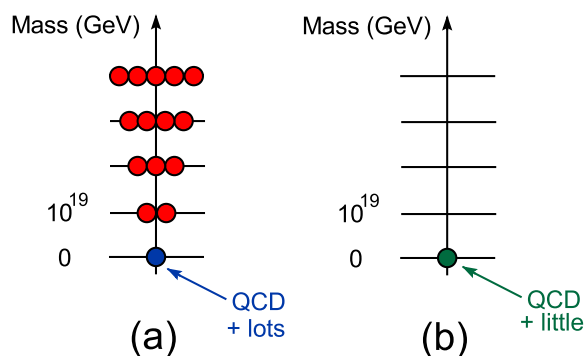 Mass (GeV)
10^19
0
QCD
+ lots
(a)
Mass (GeV)
10^19
0
QCD
+ little
(b)